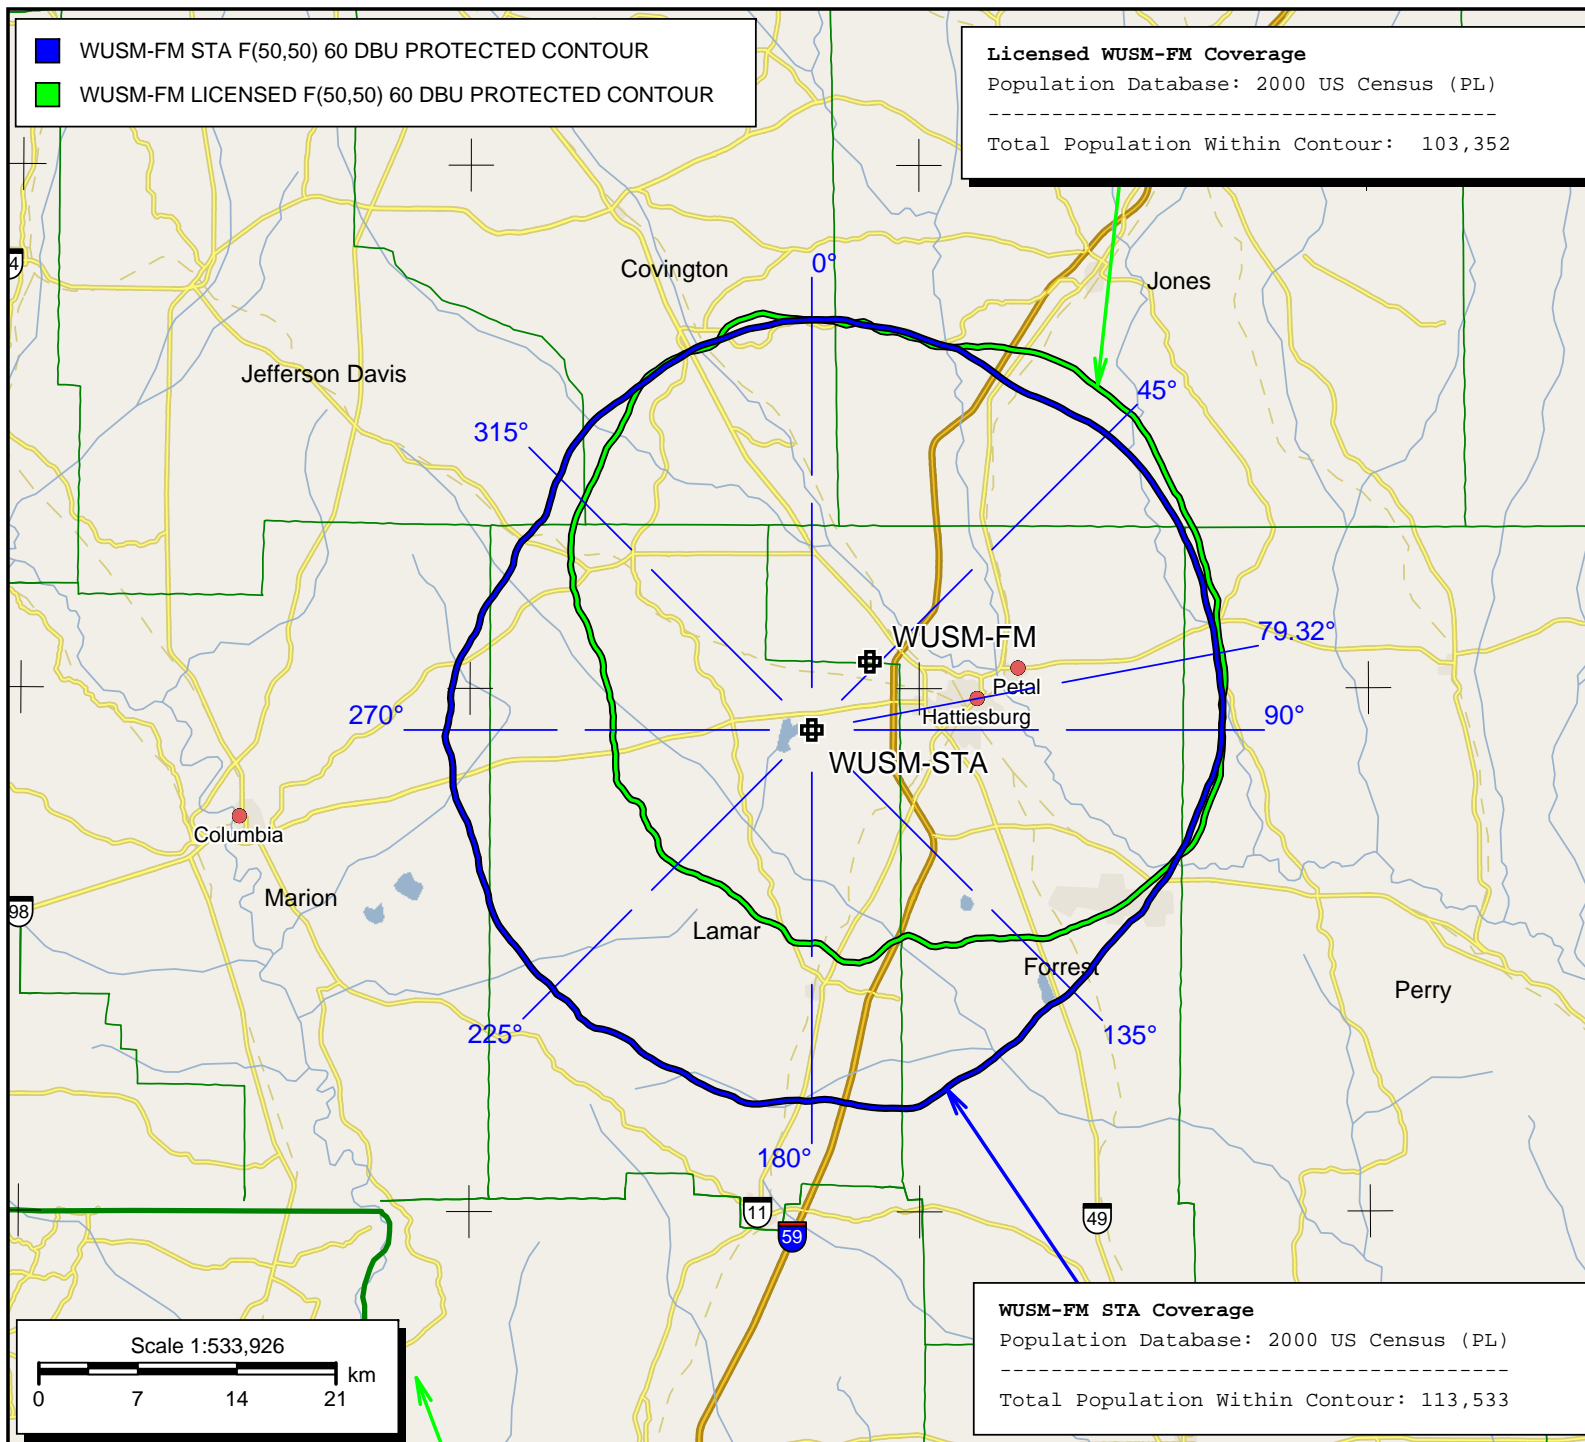 WUSM-FM STA F(50,50) 60 DBU PROTECTED CONTOUR
WUSM-FM LICENSED F(50,50) 60 DBU PROTECTED CONTOUR
Licensed WUSM-FM Coverage
Population Database: 2000 US Census (PL)
----------------------------------------
Total Population Within Contour: 103,352
4
Covington
0°
Jones
Jefferson Davis
45°
315°
79.32°
WUSM-FM
Petal
Hattiesburg
270°
90°
WUSM-STA
Columbia
Marion
98
Lamar
Forrest
Perry
225°
135°
180°
11
59
49
WUSM-FM STA Coverage
Population Database: 2000 US Census (PL)
----------------------------------------
Total Population Within Contour: 113,533
Scale 1:533,926
km
0 7 14 21